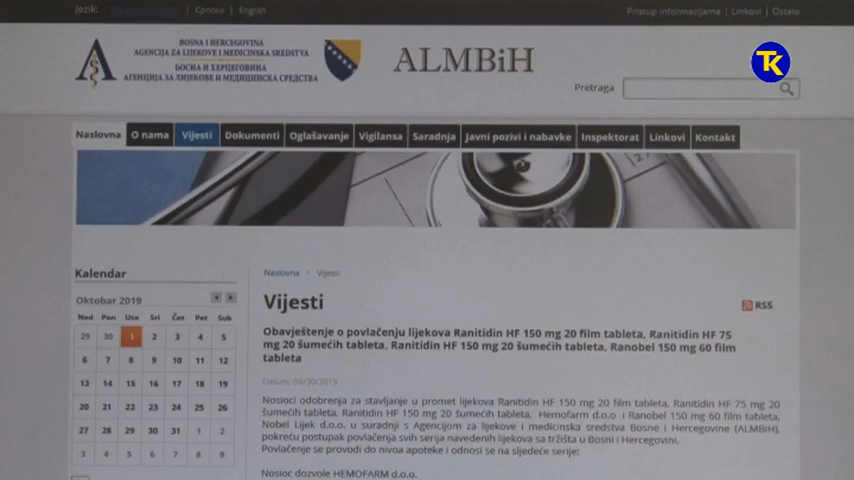 Jezik: | Српски | English
Pristup informacijama | Linkovi | Ostalo
BOSNA I HERCEGOVINA
AGENCIJA ZA LIJEKOVE I MEDICINSKA SREDSTVA
БОСНА И ХЕРЦЕГОВИНА
АГЕНЦИЈА ЗА ЛИЈЕКОВЕ И МЕДИЦИНСКА СРЕДСТВА
ALMBiH
TK
Pretraga
Naslovna O nama Vijesti Dokumenti Oglašavanje Vigilansa Saradnja Javni pozivi i nabavke Inspektorat Linkovi Kontakt
Kalendar
Oktobar 2019
Ned Pon Uto Sri Čet Pet Sub
29 30 1 2 3 4 5
6 7 8 9 10 11 12
13 14 15 16 17 18 19
20 21 22 23 24 25 26
27 28 29 30 31 1 2
3 4 5 6 7 8 9
Naslovna Vijesti
Vijesti
RSS
Obavještenje o povlačenju lijekova Ranitidin HF 150 mg 20 film tableta, Ranitidin HF 75
mg 20 šumećih tableta, Ranitidin HF 150 mg 20 šumećih tableta, Ranobel 150 mg 60 film
tableta
Datum: 09/30/2019
Nosioci odobrenja za stavljanje u promet lijekova Ranitidin HF 150 mg 20 film tableta, Ranitidin HF 75 mg 20
šumećih tableta, Ranitidin HF 150 mg 20 šumećih tableta, Hemofarm d.o.o i Ranobel 150 mg 60 film tableta,
Nobel Lijek d.o.o. u suradnji s Agencijom za lijekove i medicinska sredstva Bosne i Hercegovine (ALMBiH),
pokreću postupak povlačenja svih serija navedenih lijekova sa tržišta u Bosni i Hercegovini.
Povlačenje se provodi do nivoa apoteke i odnosi se na sljedeće serije:
Nosioc dozvole HEMOFARM d.o.o.